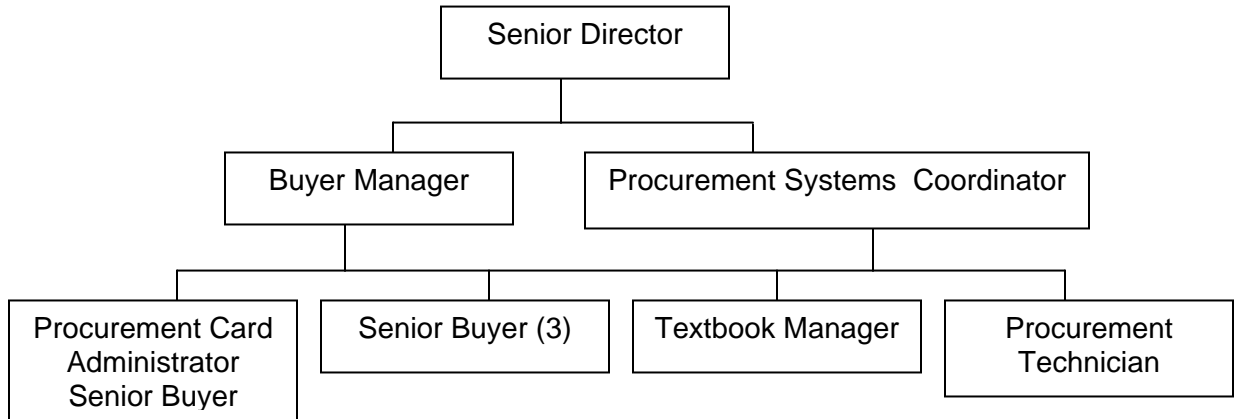 Senior Director
Buyer Manager
Procurement Systems Coordinator
Procurement Card
Administrator
Senior Buyer
Senior Buyer (3)
Textbook Manager
Procurement
Technician